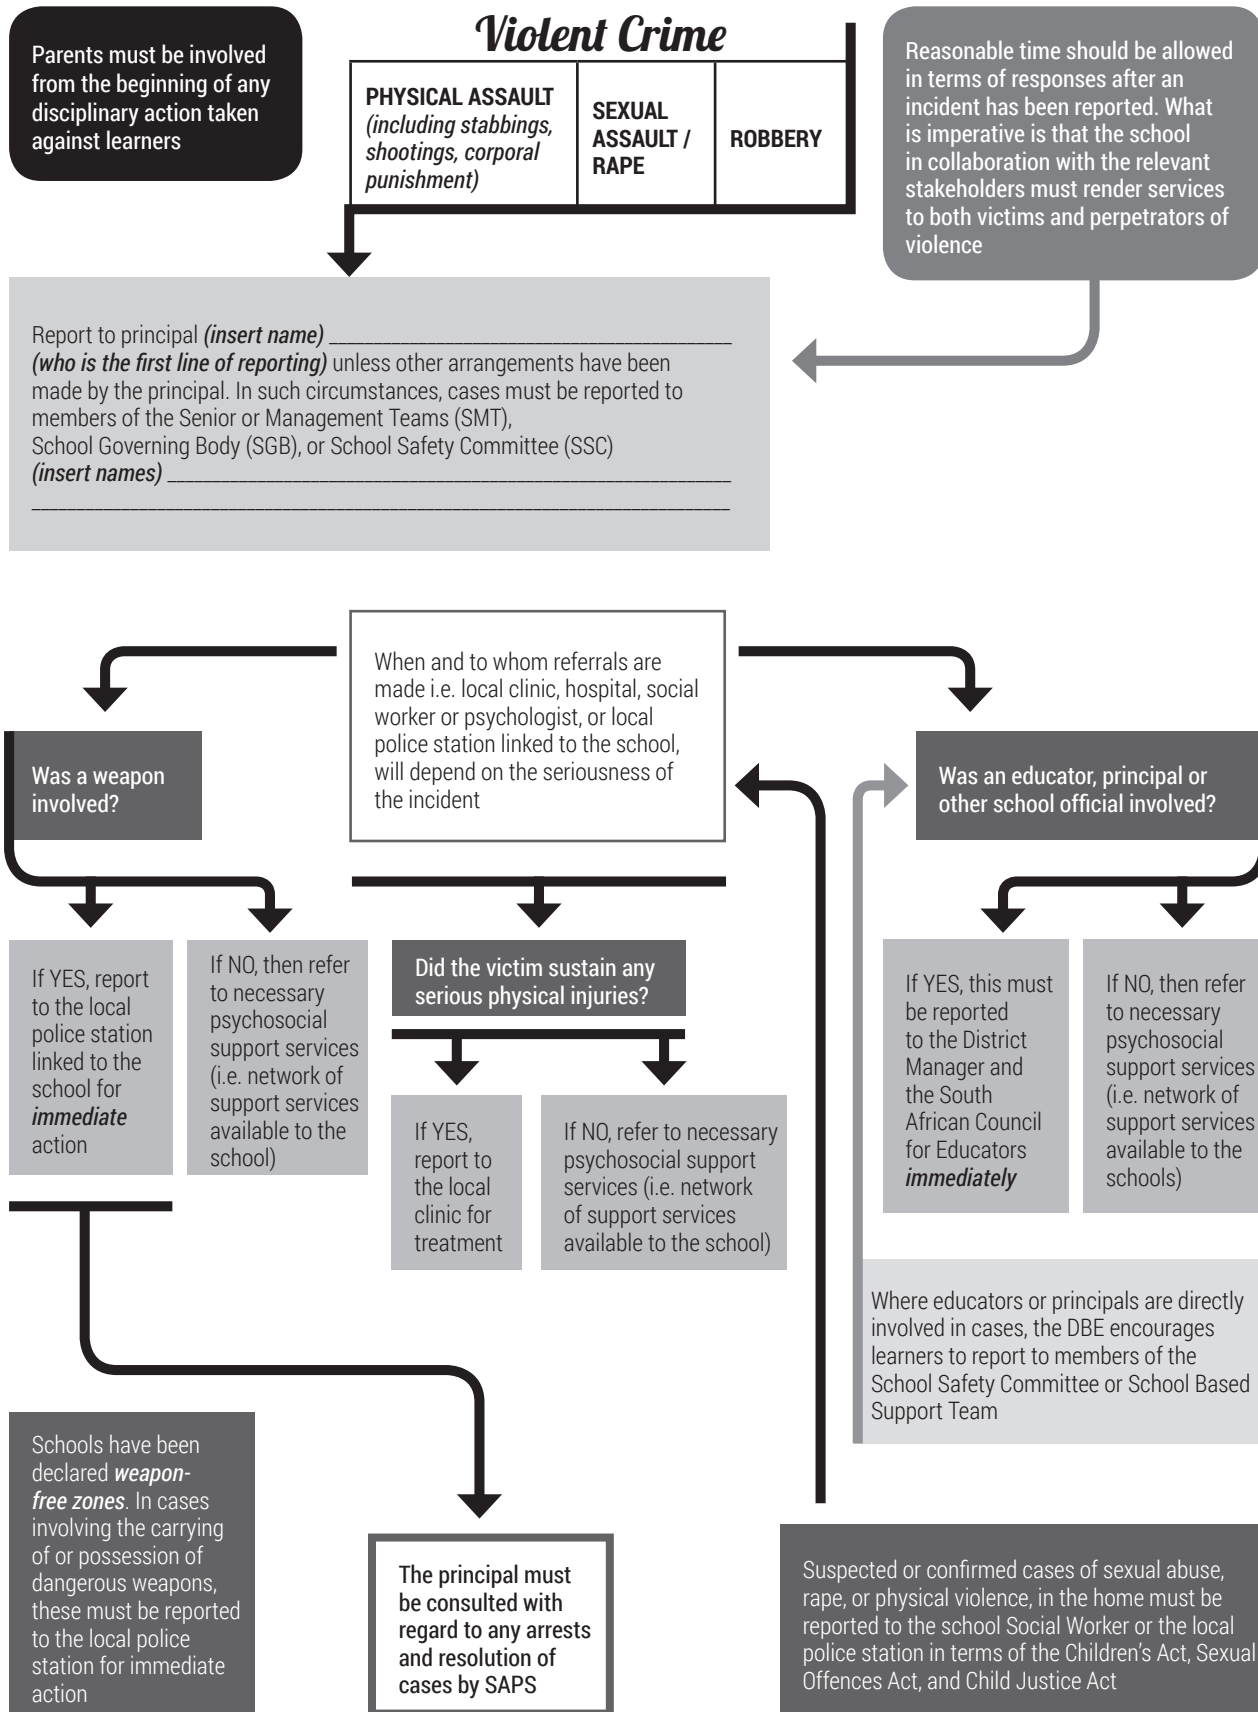 Violent Crime
Parents must be involved
from the beginning of any
disciplinary action taken
against learners
PHYSICAL ASSAULT
(including stabbings,
shootings, corporal
punishment)
SEXUAL
ASSAULT /
RAPE
ROBBERY
Reasonable time should be allowed
in terms of responses after an
incident has been reported. What
is imperative is that the school
in collaboration with the relevant
stakeholders must render services
to both victims and perpetrators of
violence
Report to principal (insert name) ____________________
(who is the first line of reporting) unless other arrangements have been
made by the principal. In such circumstances, cases must be reported to
members of the Senior or Management Teams (SMT),
School Governing Body (SGB), or School Safety Committee (SSC)
(insert names) ____________________
____________________
When and to whom referrals are
made i.e. local clinic, hospital, social
worker or psychologist, or local
police station linked to the school,
will depend on the seriousness of
the incident
Was a weapon
involved?
Was an educator, principal or
other school official involved?
If YES, report
to the local
police station
linked to the
school for
immediate
action
If NO, then refer
to necessary
psychosocial
support services
(i.e. network of
support services
available to the
school)
Did the victim sustain any
serious physical injuries?
If YES,
report to
the local
clinic for
treatment
If NO, refer to necessary
psychosocial support
services (i.e. network
of support services
available to the school)
If YES, this must
be reported
to the District
Manager and
the South
African Council
for Educators
immediately
If NO, then refer
to necessary
psychosocial
support services
(i.e. network of
support services
available to the
schools)
Where educators or principals are directly
involved in cases, the DBE encourages
learners to report to members of the
School Safety Committee or School Based
Support Team
Schools have been
declared weapon-
free zones. In cases
involving the carrying
of or possession of
dangerous weapons,
these must be reported
to the local police
station for immediate
action
The principal must
be consulted with
regard to any arrests
and resolution of
cases by SAPS
Suspected or confirmed cases of sexual abuse,
rape, or physical violence, in the home must be
reported to the school Social Worker or the local
police station in terms of the Children's Act, Sexual
Offences Act, and Child Justice Act